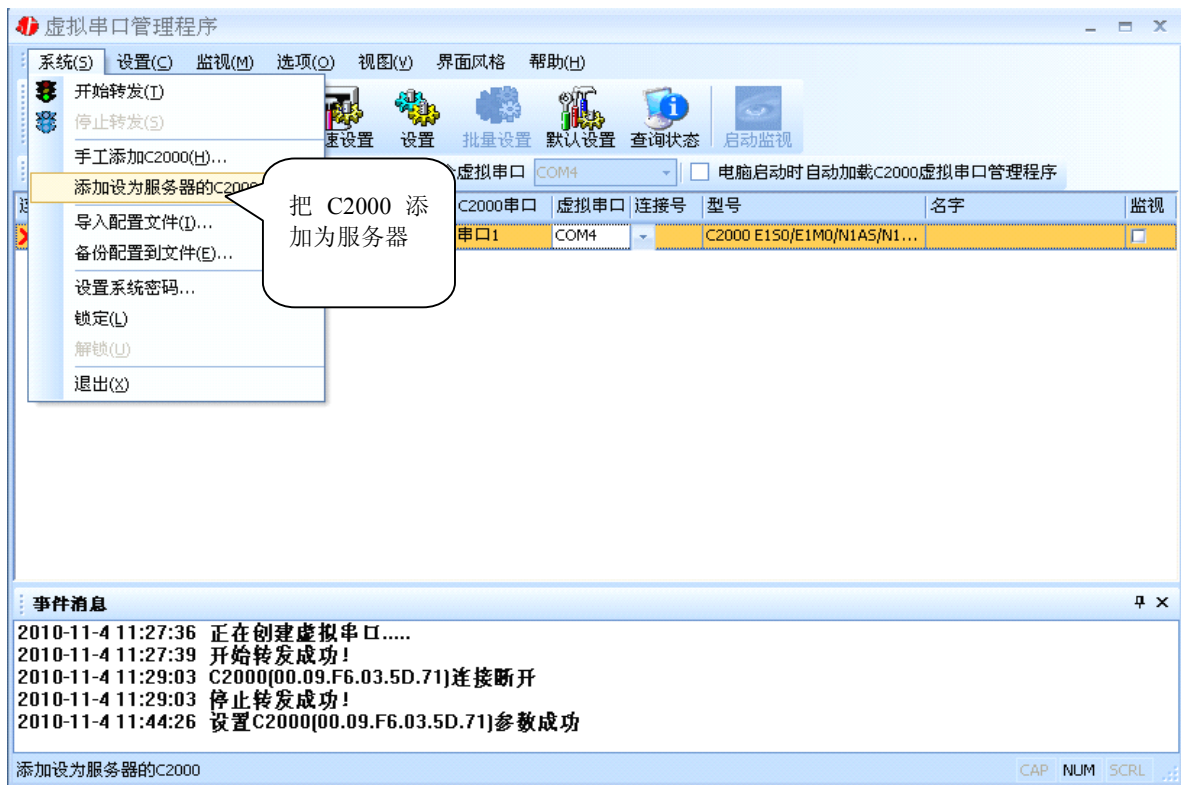 虚拟串口管理程序
系统(S) 设置(C) 监视(M) 选项(O) 视图(V) 界面风格 帮助(H)
开始转发(T)
停止转发(S)
手工添加C2000(H)...
添加设为服务器的C2000
导入配置文件(I)...
备份配置到文件(E)...
设置系统密码...
锁定(L)
解锁(U)
退出(X)
速设置 设置 批量设置 默认设置 查询状态 启动监视
虚拟串口 COM4 电脑启动时自动加载C2000虚拟串口管理程序
C2000串口 虚拟串口 连接号 型号 名字 监视
串口1 COM4 C2000 E1S0/E1M0/N1A5/N1...
把 C2000 添
加为服务器
事件消息
2010-11-4 11:27:36 正在创建虚拟串口.....
2010-11-4 11:27:39 开始转发成功!
2010-11-4 11:29:03 C2000(00.09.F6.03.5D.71)连接断开
2010-11-4 11:29:03 停止转发成功!
2010-11-4 11:44:26 设置C2000(00.09.F6.03.5D.71)参数成功
添加设为服务器的C2000 CAP NUM SCRL